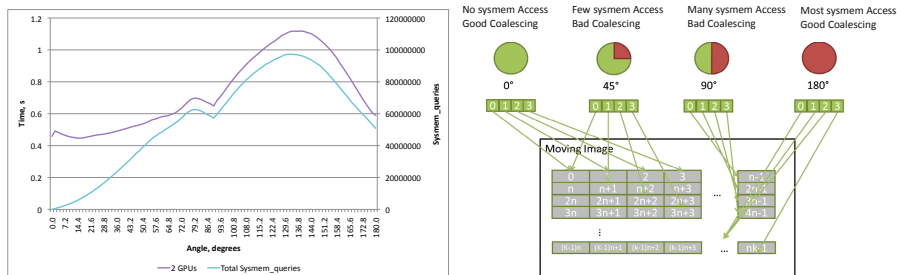 1.2
1
0.8
0.6
0.4
0.2
0
Time, s
120000000
100000000
80000000
60000000
40000000
20000000
0
Sysmem_queries
0.0
7.2
14.4
21.6
28.8
36.0
43.2
50.4
57.6
64.8
72.0
79.2
86.4
93.6
100.8
108.0
115.2
122.4
129.6
136.8
144.0
151.2
158.4
165.6
172.8
180.0
Angle, degrees
2 GPUs
Total Sysmem_queries
No sysmem Access
Good Coalescing
Few sysmem Access
Bad Coalescing
Many sysmem Access
Bad Coalescing
Most sysmem Access
Good Coalescing
0° 45° 90° 180°
0 1 2 3 0 1 2 3 0 1 2 3 0 1 2 3
Moving Image
0 2 3 n-1
n n+1 n+2 n+3 ...
2n 2n+1 2n+2 2n+3
3n 3n+1 3n+2 3n+3 4n-1
⋮
(K-1)n (K-1)n+1 (K-1)n+2 (K-1)n+3 ... nk-1